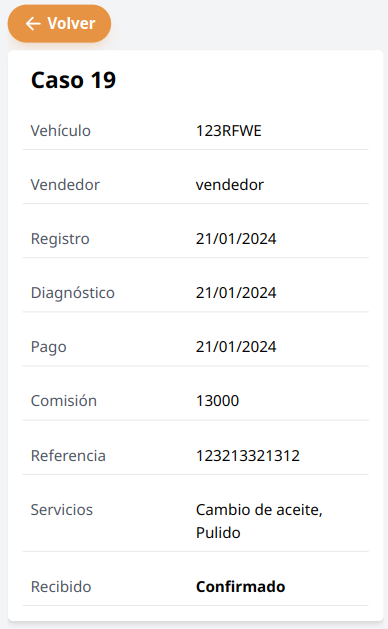 Volver
Caso 19
Vehículo 123RFWE
Vendedor vendedor
Registro 21/01/2024
Diagnóstico 21/01/2024
Pago 21/01/2024
Comisión 13000
Referencia 123213321312
Servicios Cambio de aceite,
Pulido
Recibido Confirmado